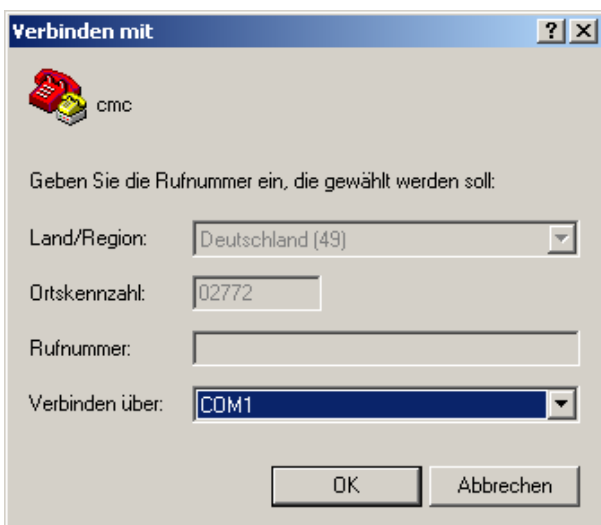 Verbinden mit
cmc
Geben Sie die Rufnummer ein, die gewählt werden soll:
Land/Region: Deutschland (49)
Ortskennzahl: 02772
Rufnummer:
Verbinden über: COM1
OK Abbrechen